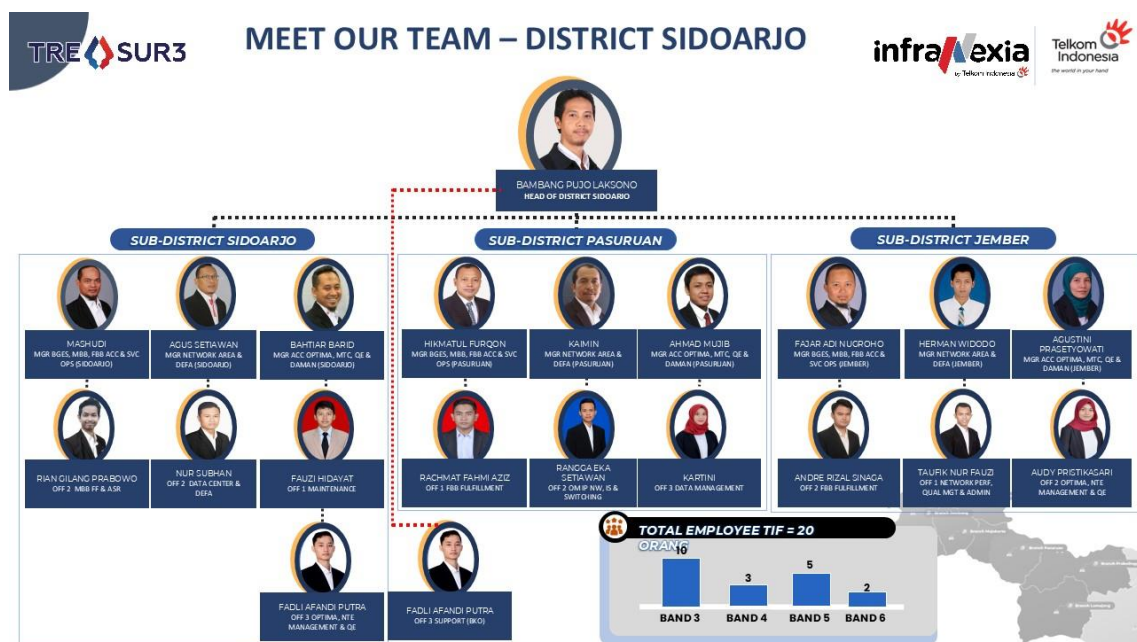 TRE SUR3
MEET OUR TEAM – DISTRICT SIDOARJO
infraNexia
by Telkom Indonesia
Telkom
Indonesia
the world in your hand
BAMBANG PUJO LAKSONO
HEAD OF DISTRICT SIDOARJO
SUB-DISTRICT SIDOARJO
SUB-DISTRICT PASURUAN
SUB-DISTRICT JEMBER
MASHUDI
MGR BGES, MBB, FBB ACC & SVC
OPS (SIDOARJO)
AGUS SETIAWAN
MGR NETWORK AREA &
DEFA (SIDOARJO)
BAHTIAR BARID
MGR ACC OPTIMA, MTC, QE &
DAMAN (SIDOARJO)
HIKMATUL FURQON
MGR BGES, MBB, FBB ACC & SVC
OPS (PASURUAN)
KAIMIN
MGR NETWORK AREA &
DEFA (PASURUAN)
AHMAD MUJIB
MGR ACC OPTIMA, MTC, QE &
DAMAN (PASURUAN)
FAJAR ADI NUGROHO
MGR BGES, MBB, FBB ACC &
SVC OPS (JEMBER)
HERMAN WIDODO
MGR NETWORK AREA &
DEFA (JEMBER)
AGUSTINI
PRASETYOWATI
MGR ACC OPTIMA, MTC, QE &
DAMAN (JEMBER)
RIAN GILANG PRABOWO
OFF 2 MBB FF & ASR
NUR SUBHAN
OFF 2 DATA CENTER &
DEFA
FAUZI HIDAYAT
OFF 1 MAINTENANCE
RACHMAT FAHMI AZIZ
OFF 1 FBB FULFILLMENT
RANGGA EKA
SETIAWAN
OFF 2 OM IP NW, IS &
SWITCHING
KARTINI
OFF 3 DATA MANAGEMENT
ANDRE RIZAL SINAGA
OFF 2 FBB FULFILLMENT
TAUFIK NUR FAUZI
OFF 1 NETWORK PERF,
QUAL MGT & ADMIN
AUDY PRISTIKASARI
OFF 2 OPTIMA, NTE
MANAGEMENT & QE
FADLI AFANDI PUTRA
OFF 3 OPTIMA, NTE
MANAGEMENT & QE
FADLI AFANDI PUTRA
OFF 3 SUPPORT (BKO)
TOTAL EMPLOYEE TIF = 20
ORANG
10
3
5
2
BAND 3
BAND 4
BAND 5
BAND 6